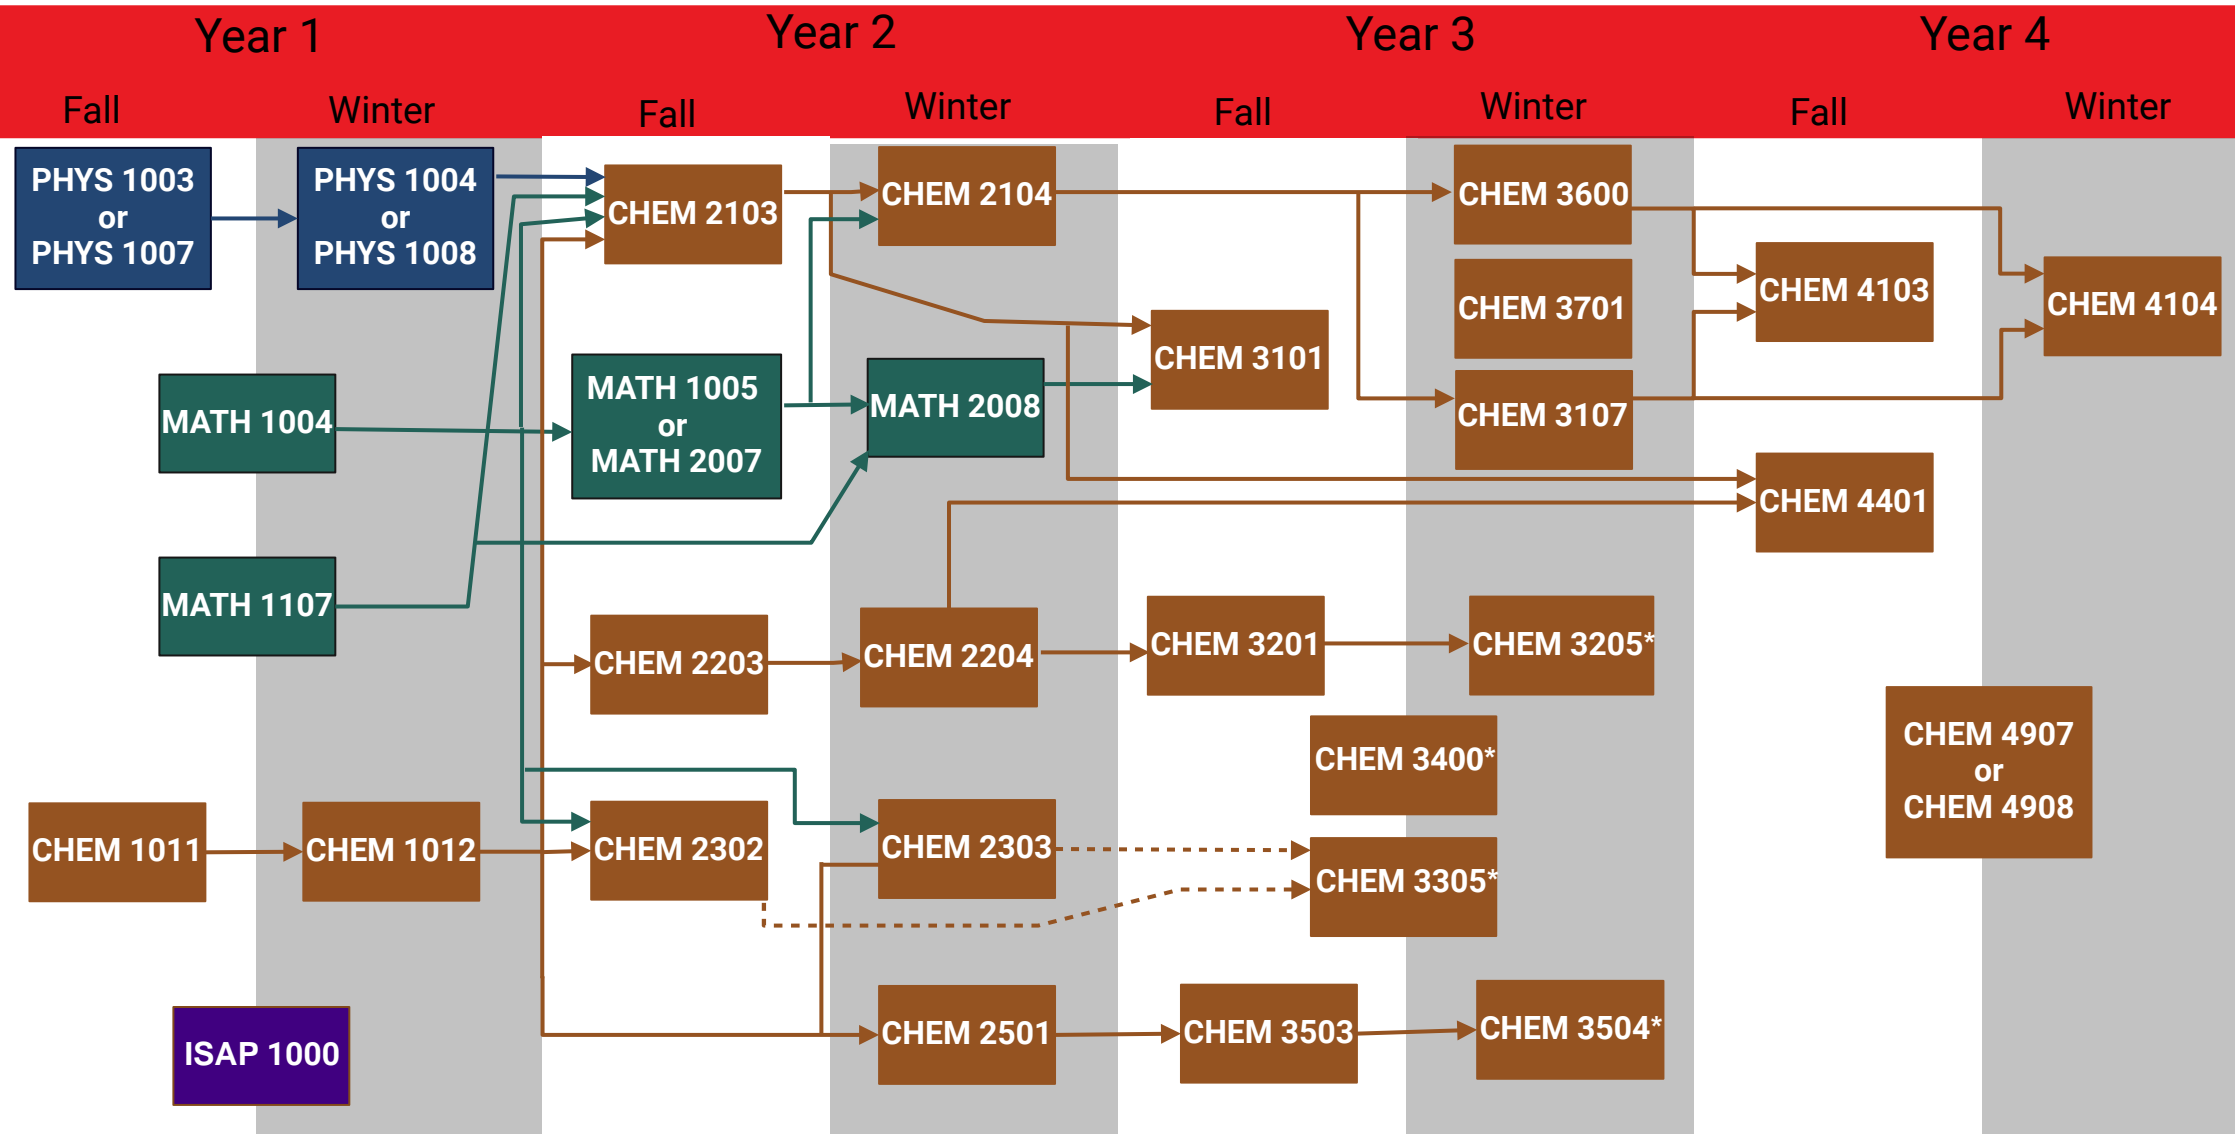 Year 1
Year 2
Year 3
Year 4
Fall
Winter
Fall
Winter
Fall
Winter
Fall
Winter
PHYS 1003
or
PHYS 1007
PHYS 1004
or
PHYS 1008
CHEM 2103
CHEM 2104
CHEM 3600
CHEM 3701
CHEM 4103
CHEM 4104
CHEM 3101
MATH 1004
MATH 1005
or
MATH 2007
MATH 2008
CHEM 3107
CHEM 4401
MATH 1107
CHEM 2203
CHEM 2204
CHEM 3201
CHEM 3205*
CHEM 3400*
CHEM 4907
or
CHEM 4908
CHEM 1011
CHEM 1012
CHEM 2302
CHEM 2303
CHEM 3305*
ISAP 1000
CHEM 2501
CHEM 3503
CHEM 3504*